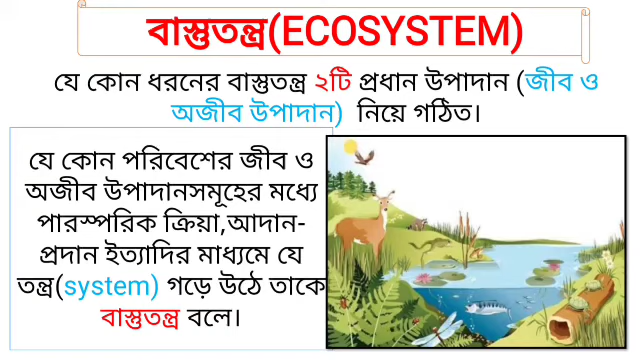 বাস্তুতন্ত্র(ECOSYSTEM)
যে কোন ধরনের বাস্তুতন্ত্র ২টি প্রধান উপাদান (জীব ও
অজীব উপাদান) নিয়ে গঠিত।
যে কোন পরিবেশের জীব ও
অজীব উপাদানসমূহের মধ্যে
পারস্পরিক ক্রিয়া,আদান-
প্রদান ইত্যাদির মাধ্যমে যে
তন্ত্র(system) গড়ে উঠে তাকে
বাস্তুতন্ত্র বলে।